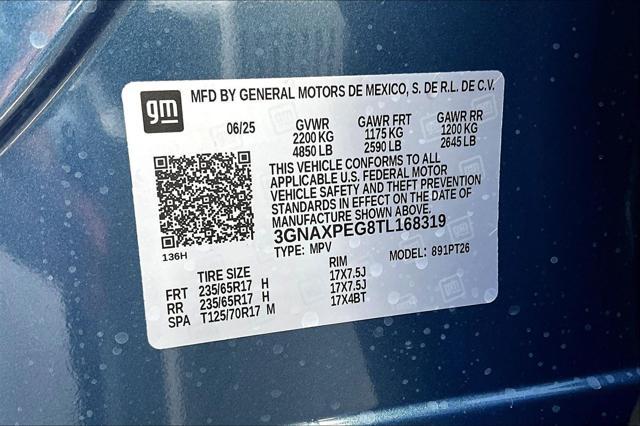 gm MFD BY GENERAL MOTORS DE MEXICO, S. DE R.L. DE C.V.
06/25 GVWR GAWR FRT GAWR RR
2200 KG 1175 KG 1200 KG
4850 LB 2590 LB 2645 LB
THIS VEHICLE CONFORMS TO ALL
APPLICABLE U.S. FEDERAL MOTOR
VEHICLE SAFETY AND THEFT PREVENTION
STANDARDS IN EFFECT ON THE DATE OF
MANUFACTURE SHOWN ABOVE.
3GNAXPEG8TL168319
136H TYPE: MPV MODEL: 891PT26
TIRE SIZE RIM
FRT 235/65R17 H 17X7.5J
RR 235/65R17 H 17X7.5J
SPA T125/70R17 M 17X4BT